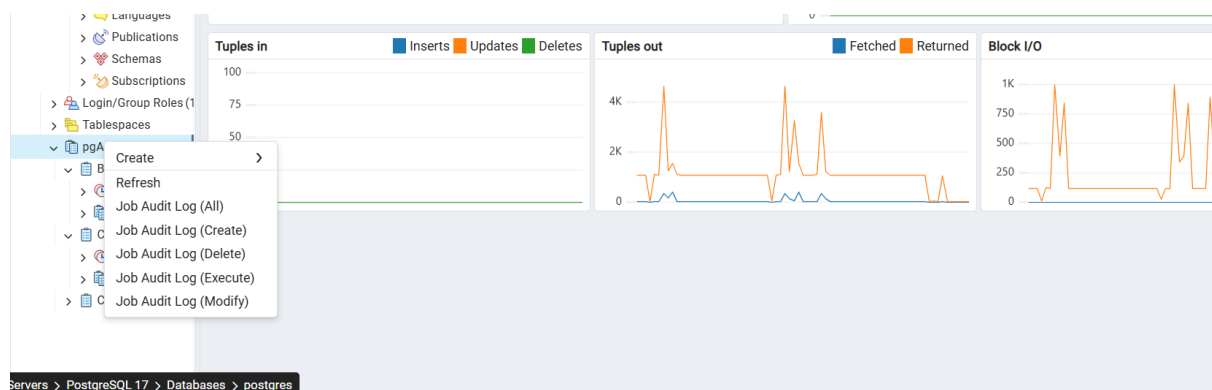 Languages
Publications
Schemas
Subscriptions
Login/Group Roles (1
Tablespaces
pgA
B
C
C
Create
Refresh
Job Audit Log (All)
Job Audit Log (Create)
Job Audit Log (Delete)
Job Audit Log (Execute)
Job Audit Log (Modify)
Servers > PostgreSQL 17 > Databases > postgres
Tuples in
Inserts Updates Deletes
100
75
50
Tuples out
Fetched Returned
4K
2K
0
0
Block I/O
1K
750
500
250
0